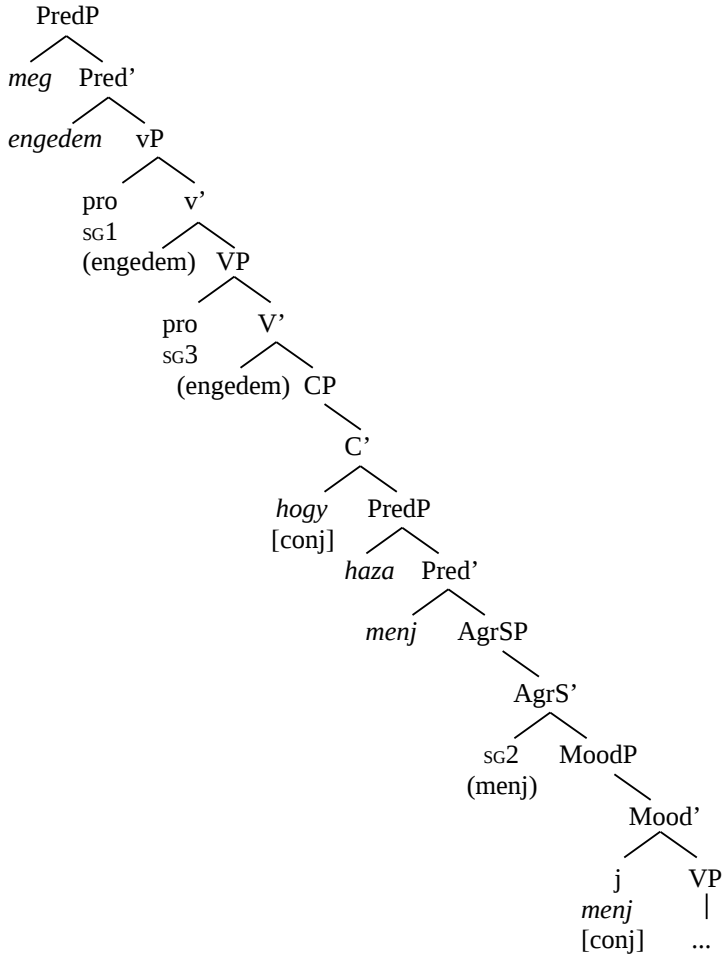 PredP
meg Pred’
engedem vP
pro v’
SG1
(engedem) VP
pro V’
SG3
(engedem) CP
C’
hogy PredP
[conj]
haza Pred’
menj AgrSP
AgrS’
SG2 MoodP
(menj)
Mood’
j VP
menj
[conj] ...